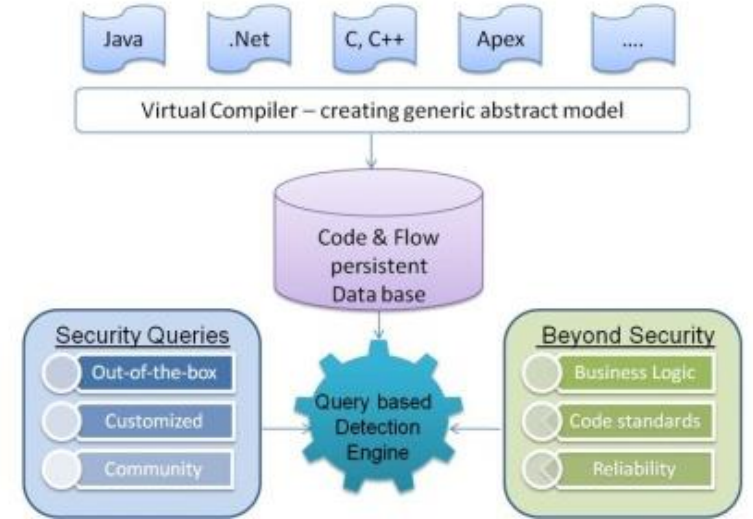 Java
.Net
C, C++
Apex
....
Virtual Compiler – creating generic abstract model
Code & Flow
persistent
Data base
Security Queries
Out-of-the-box
Customized
Community
Query based
Detection
Engine
Beyond Security
Business Logic
Code standards
Reliability